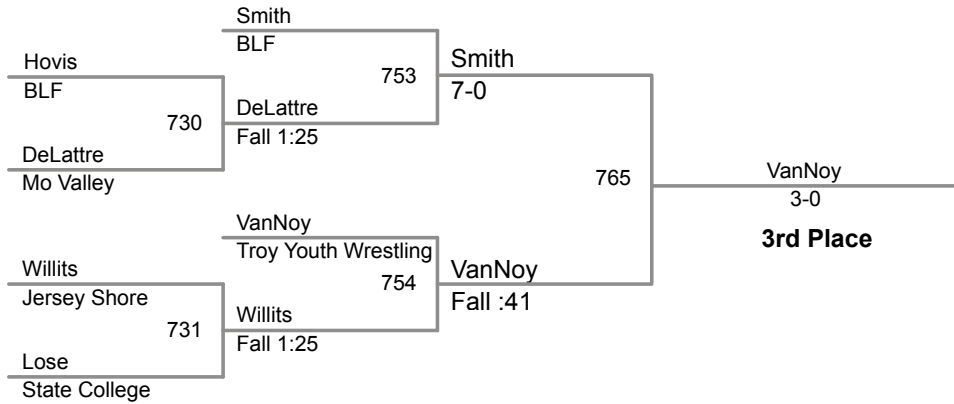 Smith
BLF
Hovis
BLF
753
Smith
7-0
730
DeLattre
Fall 1:25
DeLattre
Mo Valley
765
VanNoy
3-0
3rd Place
VanNoy
Troy Youth Wrestling
Willits
Jersey Shore
754
VanNoy
Fall :41
731
Willits
Fall 1:25
Lose
State College